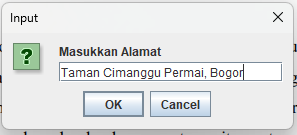 Input
Masukkan Alamat
Taman Cimanggu Permai, Bogor
OK
Cancel